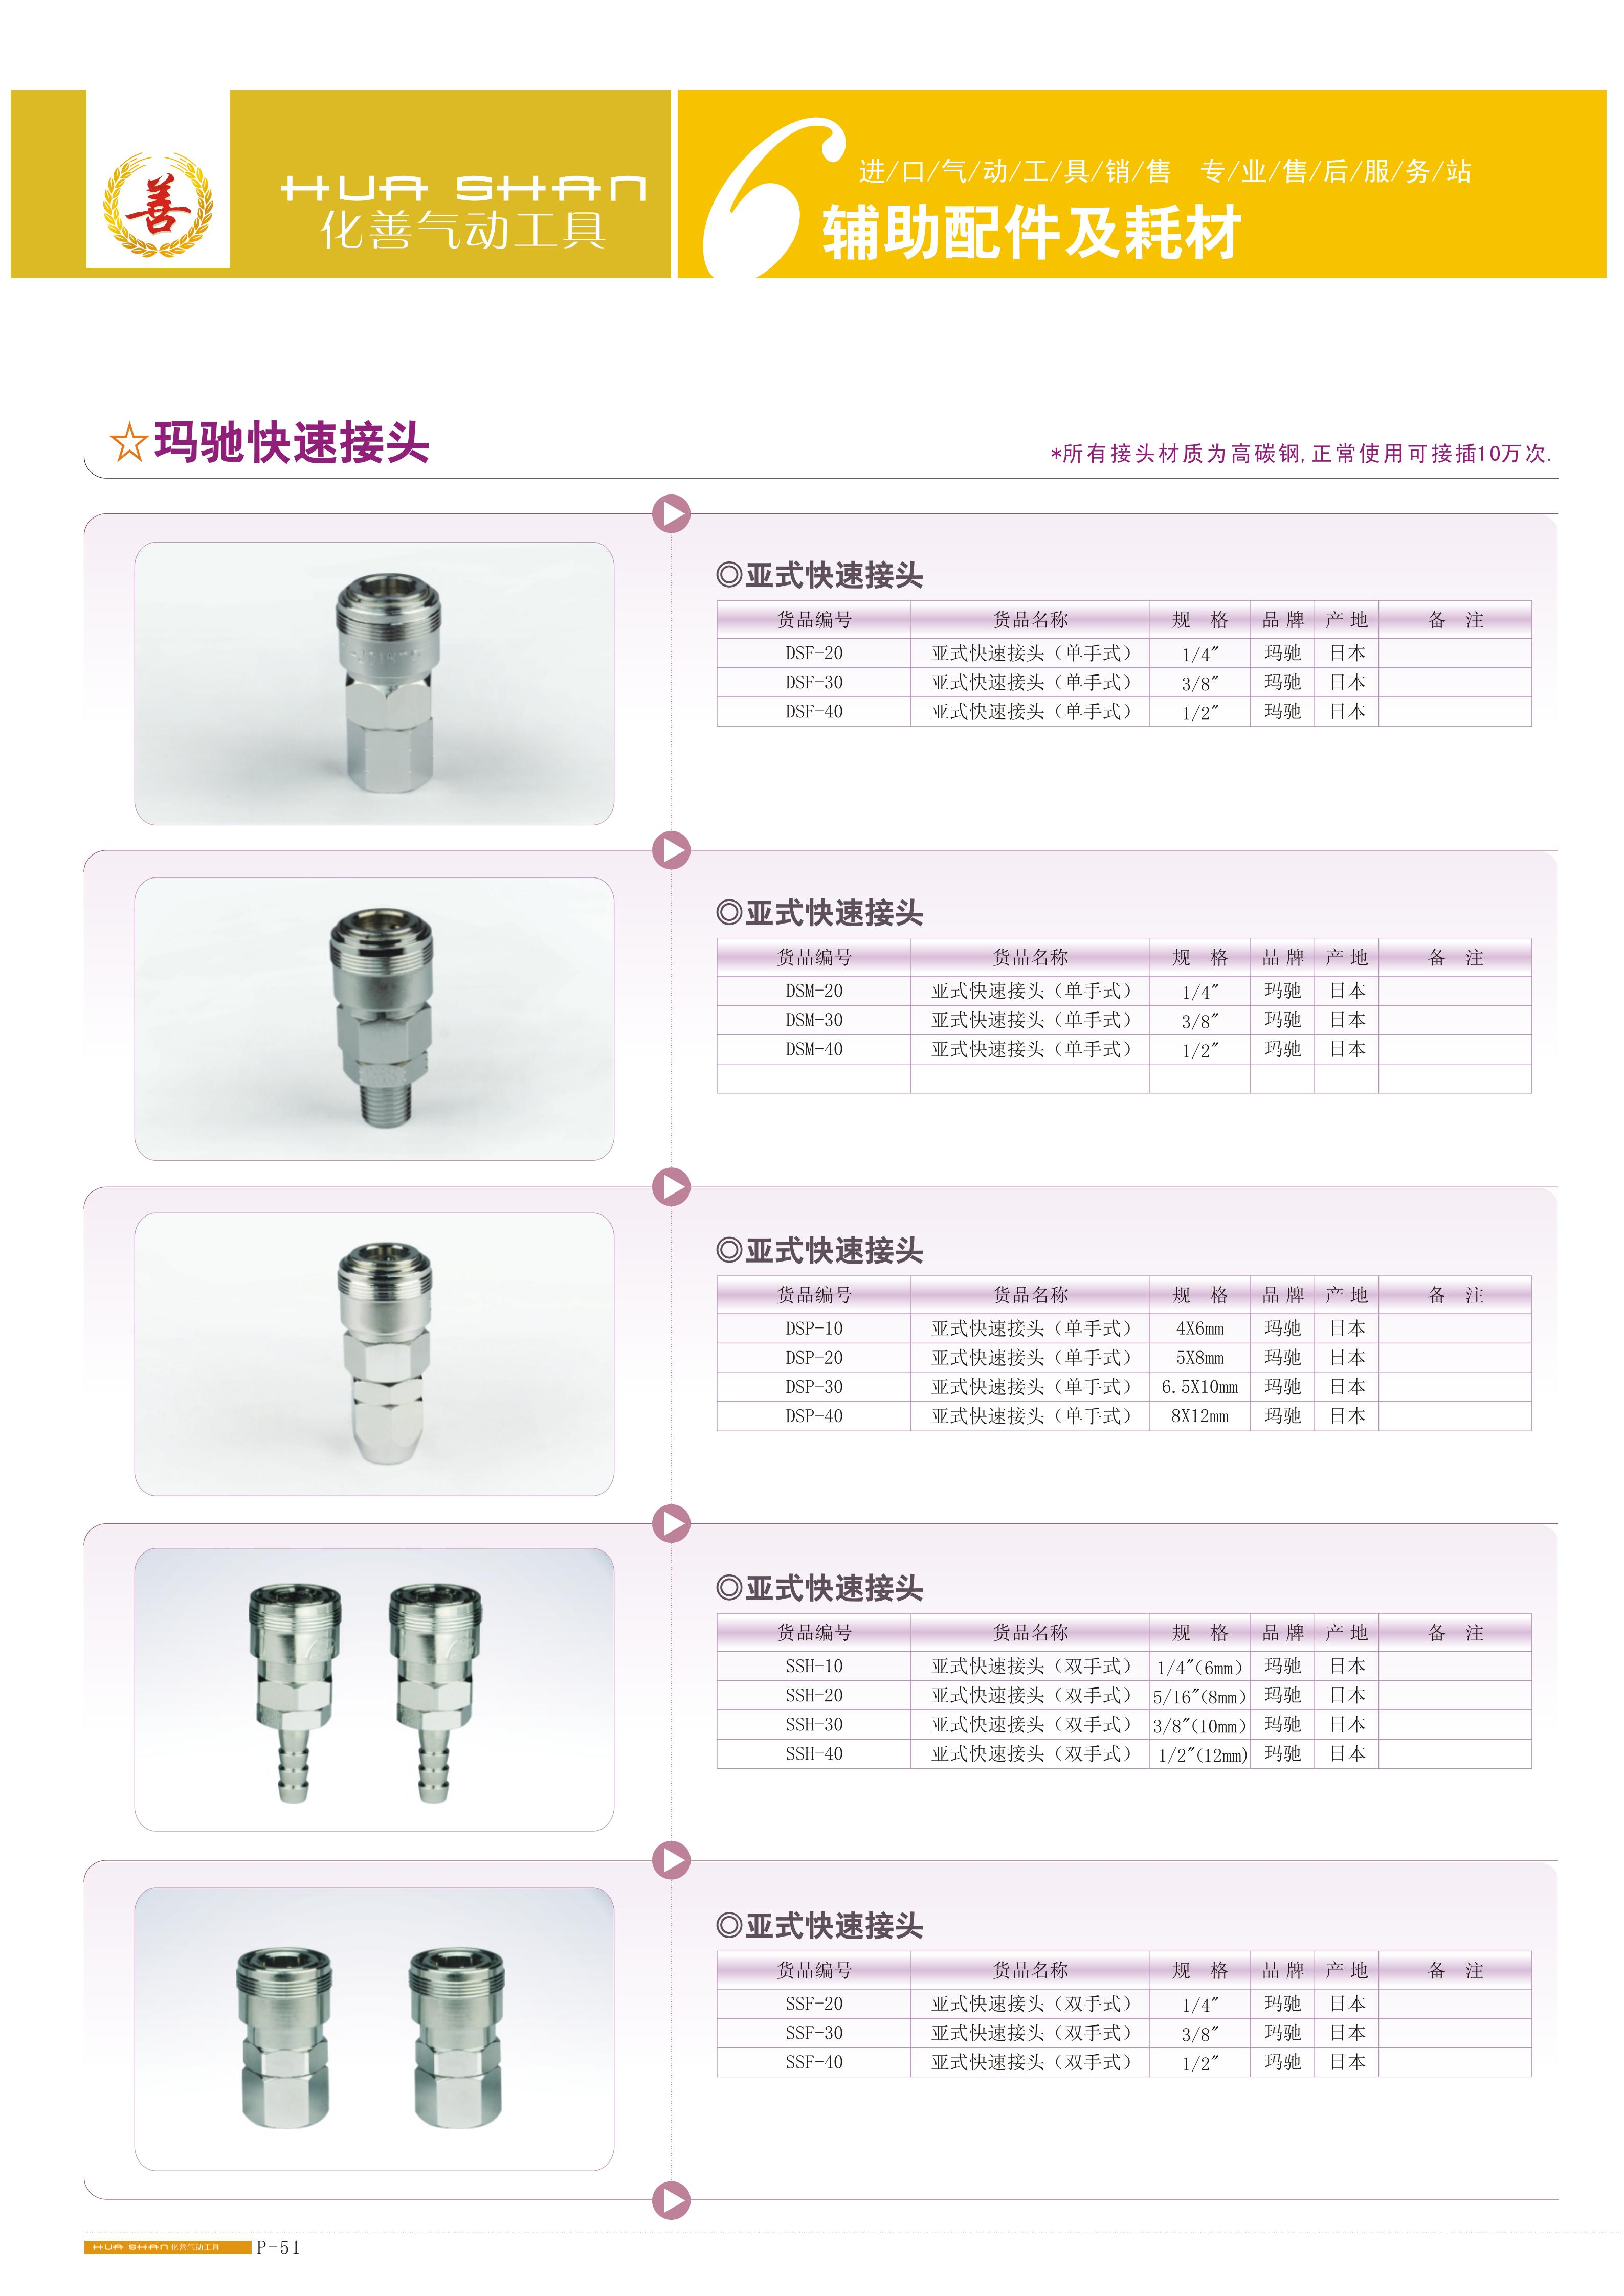 善
HUA SHAN
化善气动工具
6
进/口/气/动/工/具/销/售 专/业/售/后/服/务/站
辅助配件及耗材
☆玛驰快速接头
*所有接头材质为高碳钢,正常使用可接插10万次.
◎亚式快速接头
货品编号 货品名称 规 格 品 牌 产 地 备 注
DSF-20 亚式快速接头（单手式） 1/4″ 玛驰 日本
DSF-30 亚式快速接头（单手式） 3/8″ 玛驰 日本
DSF-40 亚式快速接头（单手式） 1/2″ 玛驰 日本
◎亚式快速接头
货品编号 货品名称 规 格 品 牌 产 地 备 注
DSM-20 亚式快速接头（单手式） 1/4″ 玛驰 日本
DSM-30 亚式快速接头（单手式） 3/8″ 玛驰 日本
DSM-40 亚式快速接头（单手式） 1/2″ 玛驰 日本
◎亚式快速接头
货品编号 货品名称 规 格 品 牌 产 地 备 注
DSP-10 亚式快速接头（单手式） 4X6mm 玛驰 日本
DSP-20 亚式快速接头（单手式） 5X8mm 玛驰 日本
DSP-30 亚式快速接头（单手式） 6.5X10mm 玛驰 日本
DSP-40 亚式快速接头（单手式） 8X12mm 玛驰 日本
◎亚式快速接头
货品编号 货品名称 规 格 品 牌 产 地 备 注
SSH-10 亚式快速接头（双手式） 1/4″(6mm) 玛驰 日本
SSH-20 亚式快速接头（双手式） 5/16″(8mm) 玛驰 日本
SSH-30 亚式快速接头（双手式） 3/8″(10mm) 玛驰 日本
SSH-40 亚式快速接头（双手式） 1/2″(12mm) 玛驰 日本
◎亚式快速接头
货品编号 货品名称 规 格 品 牌 产 地 备 注
SSF-20 亚式快速接头（双手式） 1/4″ 玛驰 日本
SSF-30 亚式快速接头（双手式） 3/8″ 玛驰 日本
SSF-40 亚式快速接头（双手式） 1/2″ 玛驰 日本
HUA SHAN 化善气动工具 P-51